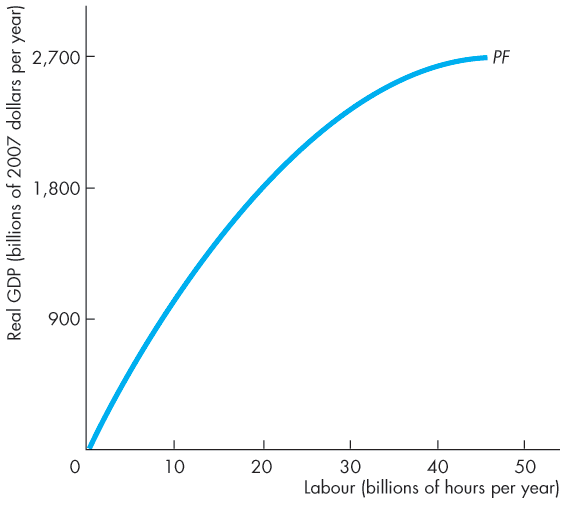 Real GDP (billions of 2007 dollars per year)
2,700
PF
1,800
900
0 10 20 30 40 50
Labour (billions of hours per year)